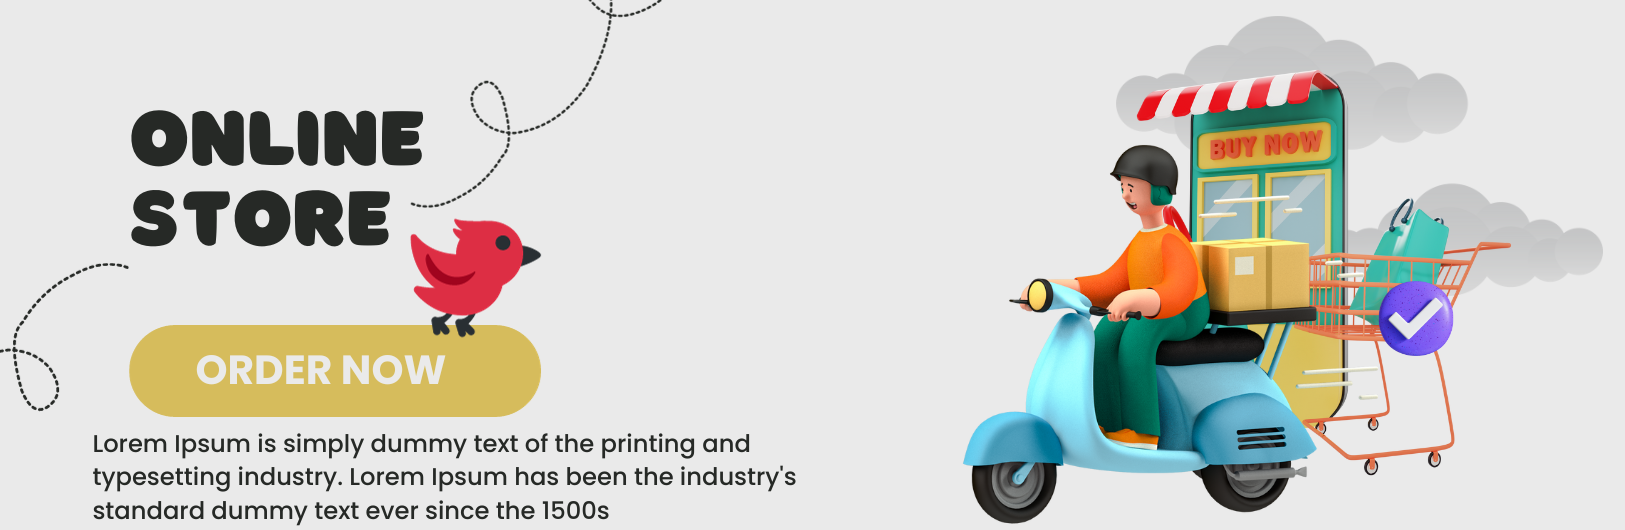 ONLINE
STORE
ORDER NOW
Lorem Ipsum is simply dummy text of the printing and
typesetting industry. Lorem Ipsum has been the industry's
standard dummy text ever since the 1500s
BUY NOW